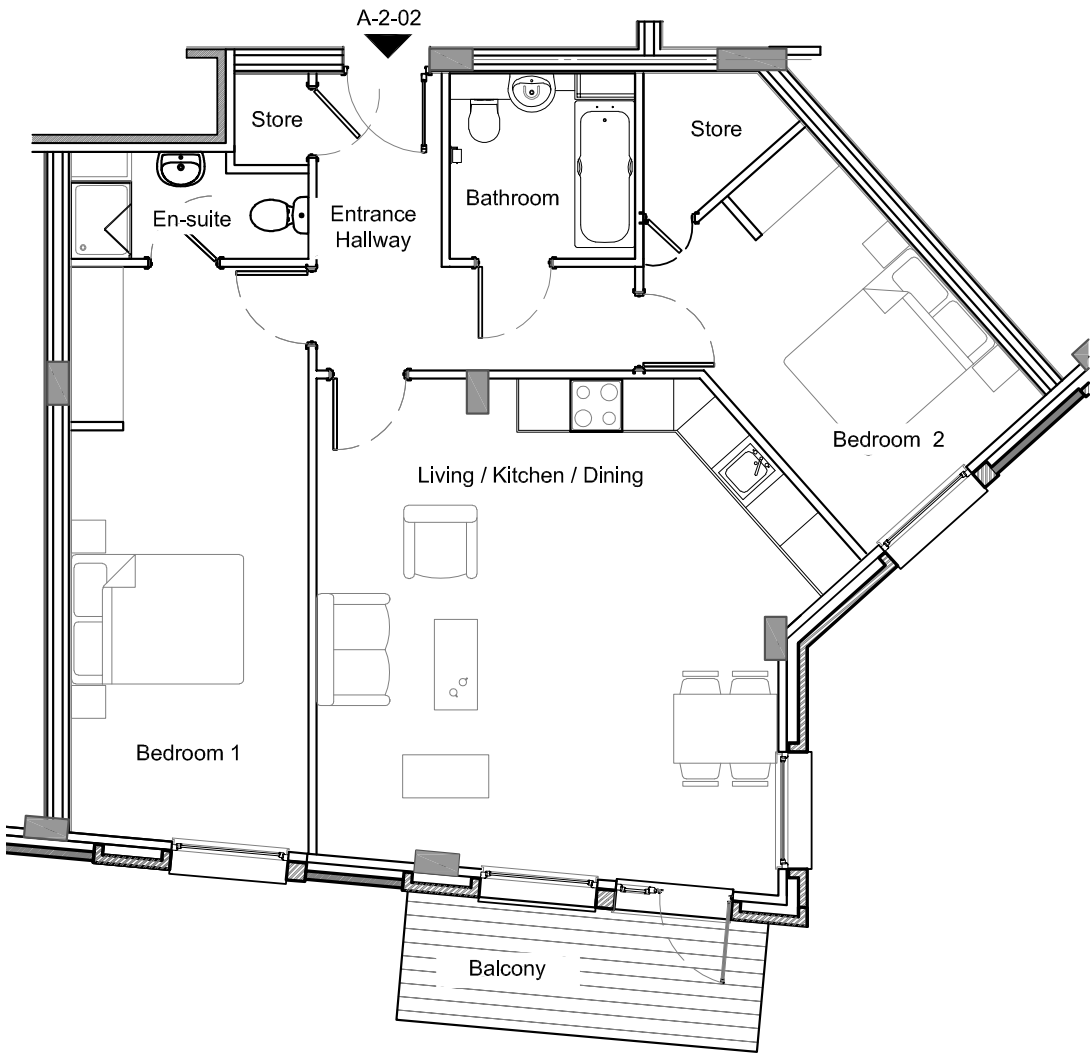 A-2-02
Store
Store
Bathroom
En-suite
Entrance
Hallway
Bedroom 2
Living / Kitchen / Dining
Bedroom 1
Balcony